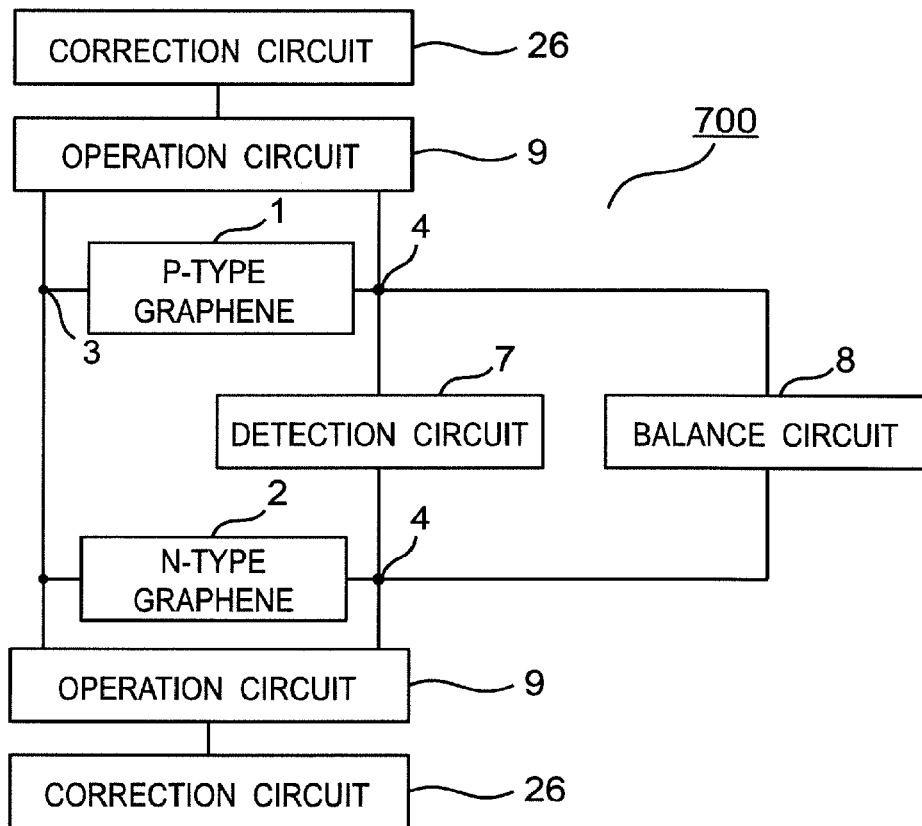 CORRECTION CIRCUIT
26
OPERATION CIRCUIT
9
700
1
P-TYPE
GRAPHENE
4
3
7
8
DETECTION CIRCUIT
BALANCE CIRCUIT
2
4
N-TYPE
GRAPHENE
OPERATION CIRCUIT
9
CORRECTION CIRCUIT
26